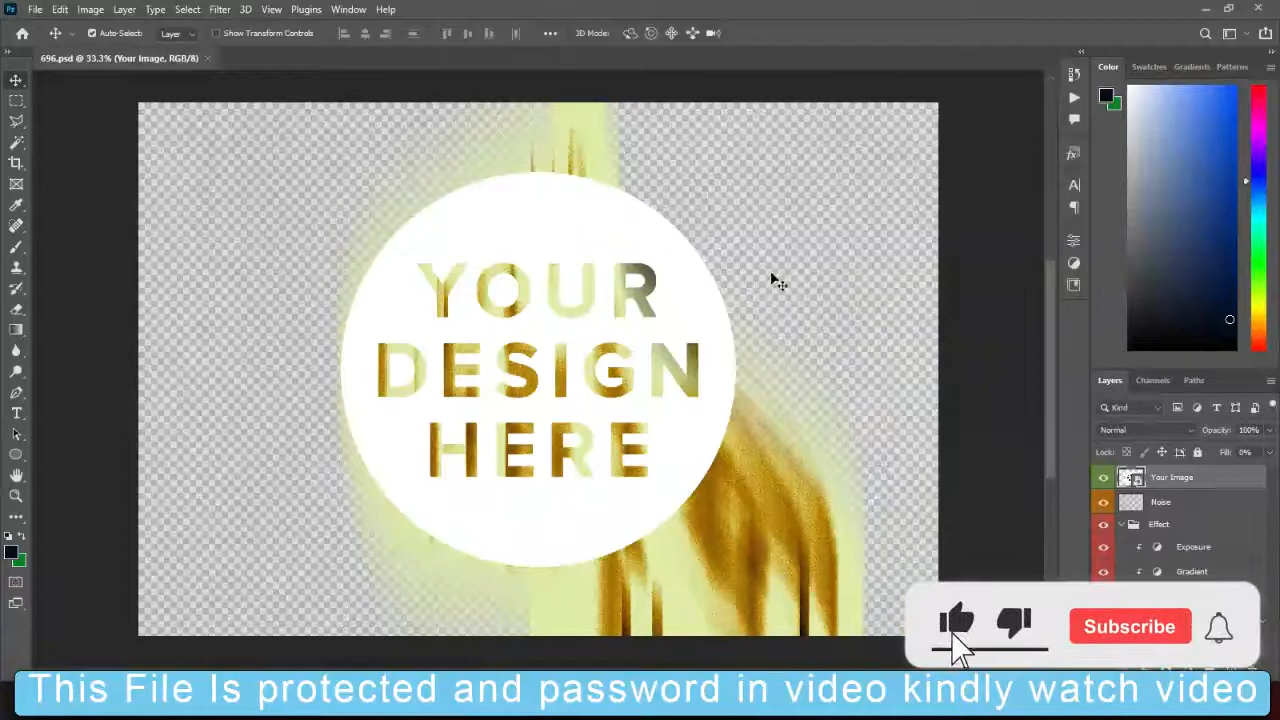 Ps File Edit Image Layer Type Select Filter 3D View Plugins Window Help
Auto-Select: Layer Show Transform Controls 3D Mode:
696.psd @ 33.3% (Your Image, RGB/8)
Color Swatches Gradients Patterns
YOUR
DESIGN
HERE
Layers Channels Paths
Kind
Normal Opacity: 100%
Lock: Fill: 0%
Your Image
Noise
Effect
Exposure
Gradient
Subscribe
This File Is protected and password in video kindly watch video